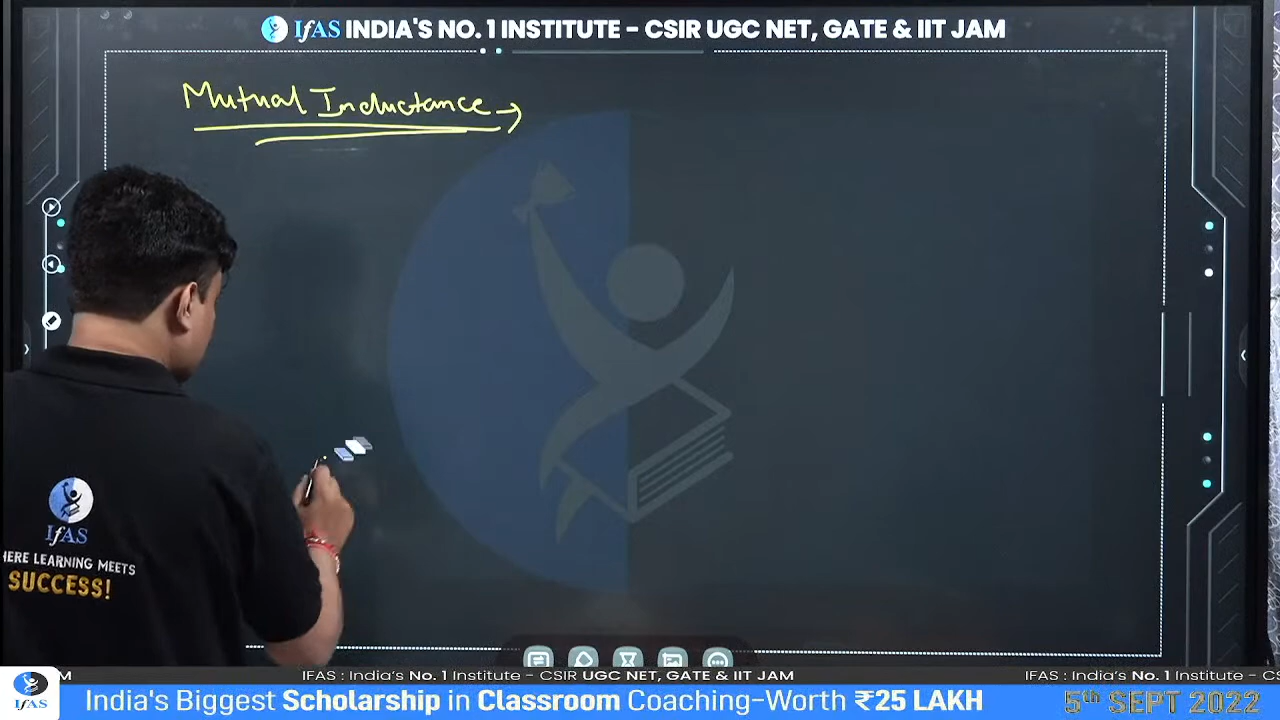 IFAS INDIA'S NO. 1 INSTITUTE - CSIR UGC NET, GATE & IIT JAM
Mutual Inductance →
IFAS
HERE LEARNING MEETS
SUCCESS!
M
IFAS : India's No. 1 Institute - CSIR UGC NET, GATE & IIT JAM
IFAS : India's No. 1 Institute - CS
IFAS
India's Biggest Scholarship in Classroom Coaching-Worth ₹25 LAKH
5th SEPT 2022